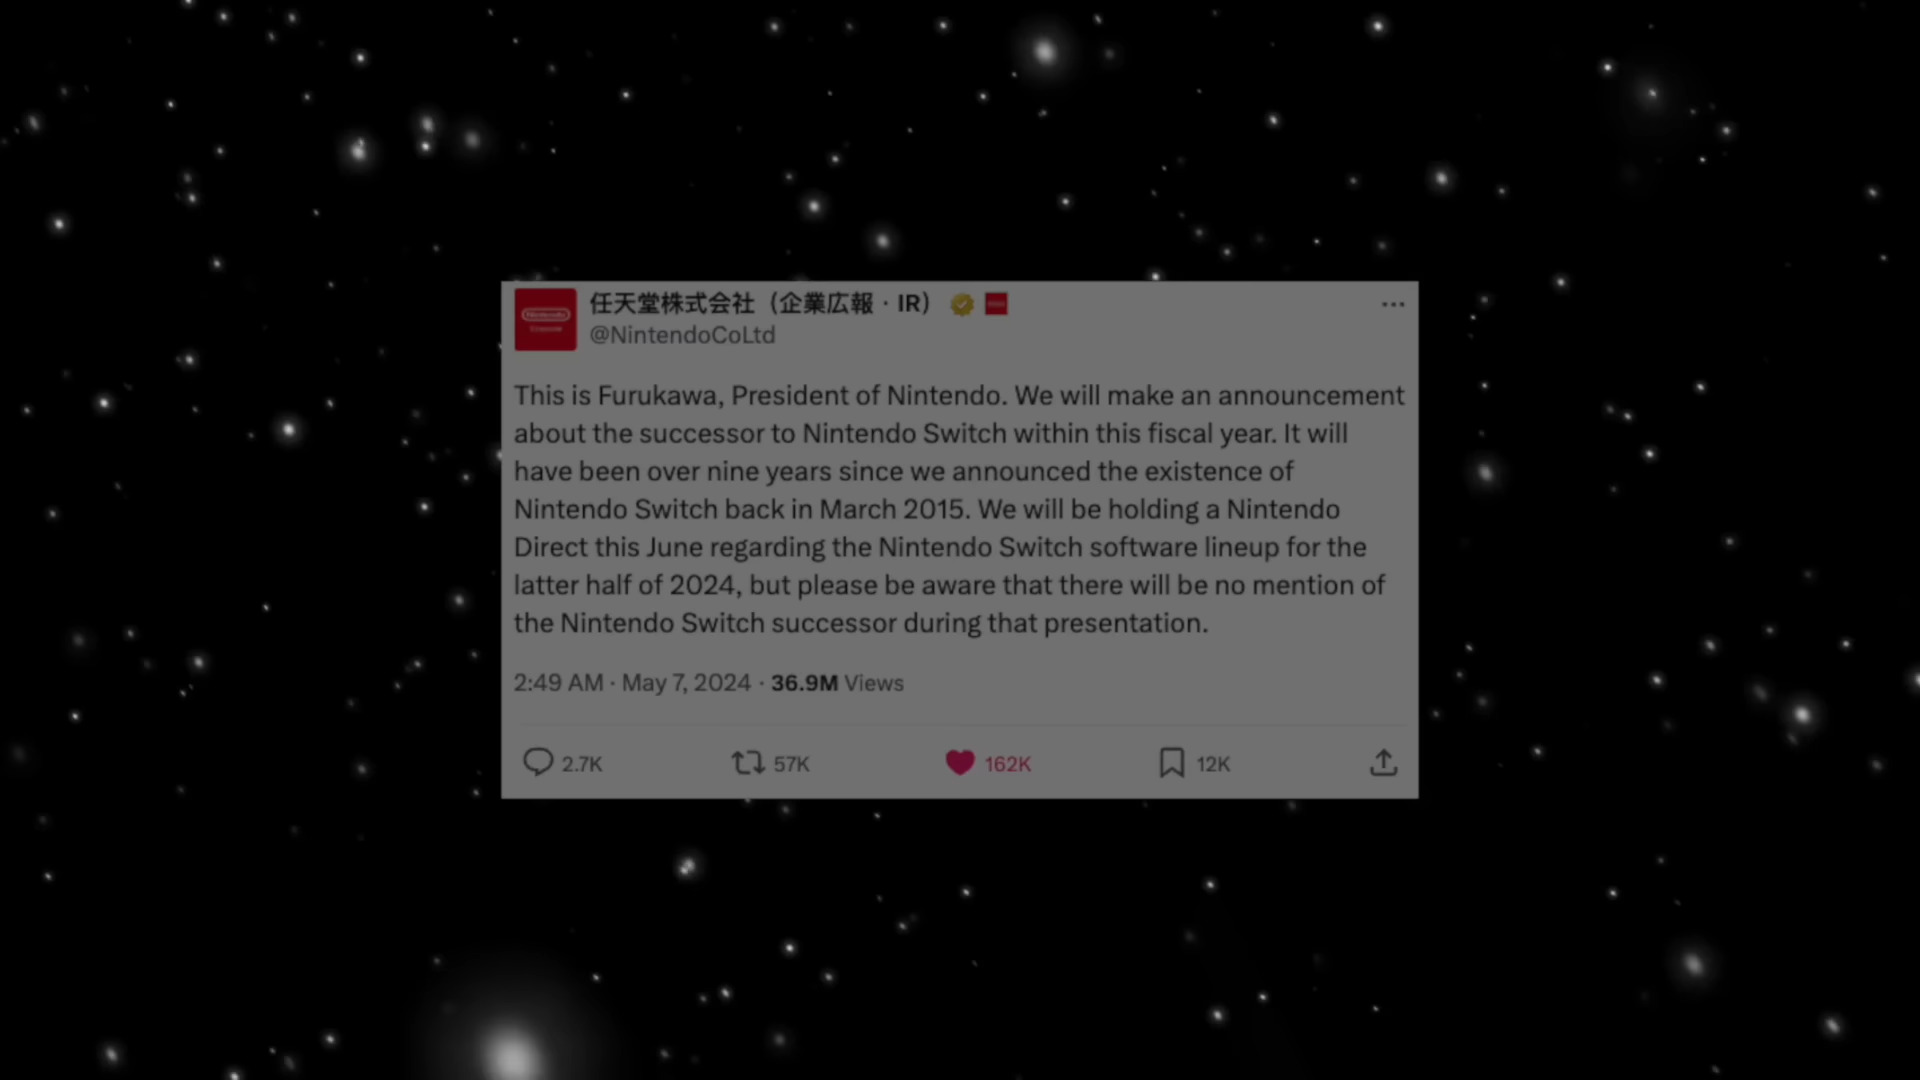 任天堂株式会社（企業広報・IR）
@NintendoCoLtd
This is Furukawa, President of Nintendo. We will make an announcement
about the successor to Nintendo Switch within this fiscal year. It will
have been over nine years since we announced the existence of
Nintendo Switch back in March 2015. We will be holding a Nintendo
Direct this June regarding the Nintendo Switch software lineup for the
latter half of 2024, but please be aware that there will be no mention of
the Nintendo Switch successor during that presentation.
2:49 AM · May 7, 2024 · 36.9M Views
2.7K 57K 162K 12K